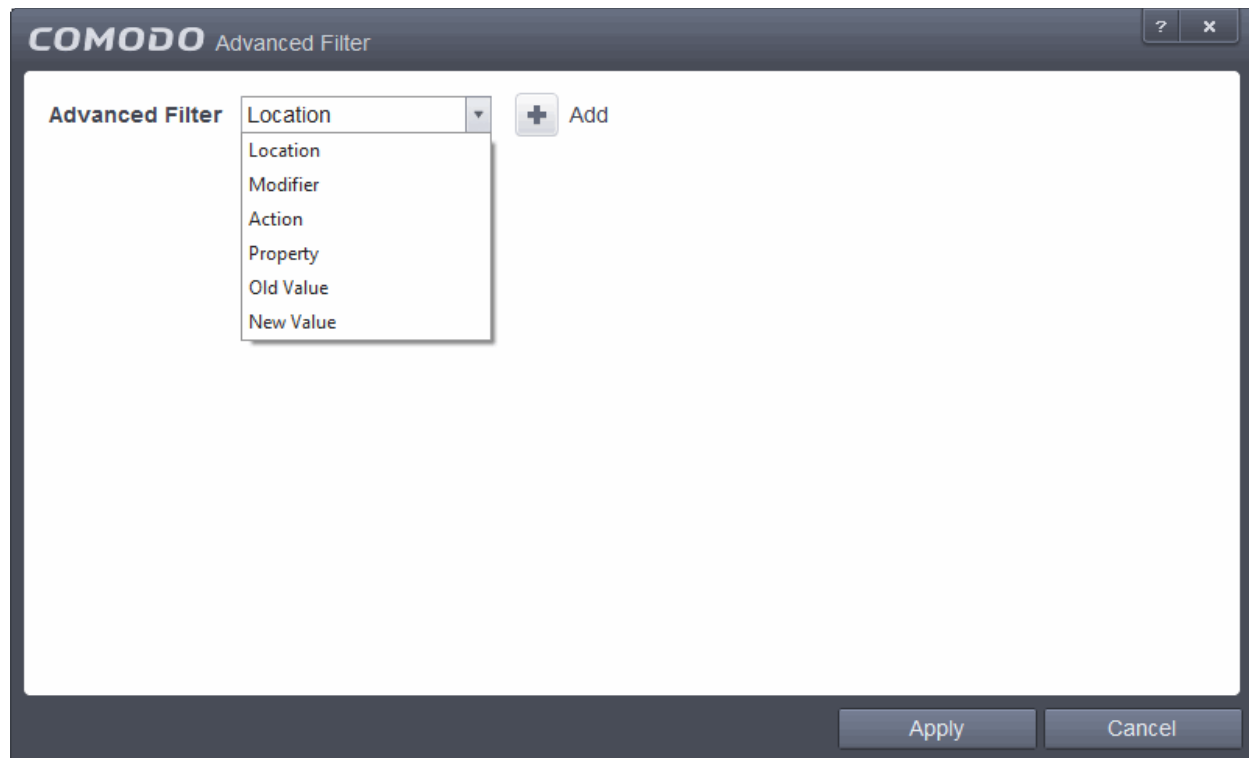 COMODO Advanced Filter ? x
Advanced Filter Location Add
Location
Modifier
Action
Property
Old Value
New Value
Apply Cancel